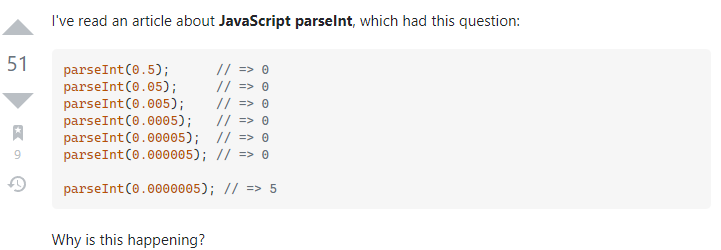 I've read an article about JavaScript parseInt, which had this question:
51
parseInt(0.5);      // => 0
parseInt(0.05);     // => 0
parseInt(0.005);    // => 0
parseInt(0.0005);   // => 0
parseInt(0.00005);  // => 0
parseInt(0.000005); // => 0
9
parseInt(0.0000005); // => 5
Why is this happening?